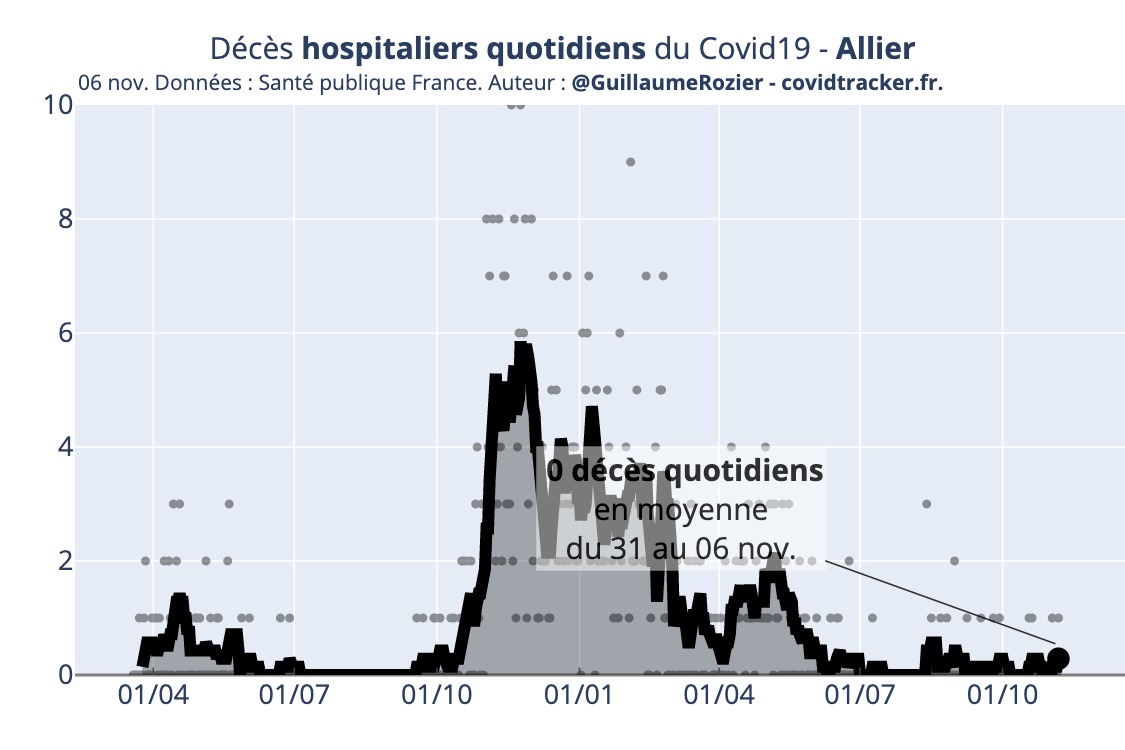 Décès hospitaliers quotidiens du Covid19 - Allier
06 nov. Données : Santé publique France. Auteur : @GuillaumeRozier - covidtracker.fr.
10
8
6
4
2
0
0 décès quotidiens
en moyenne
du 31 au 06 nov.
01/04 01/07 01/10 01/01 01/04 01/07 01/10